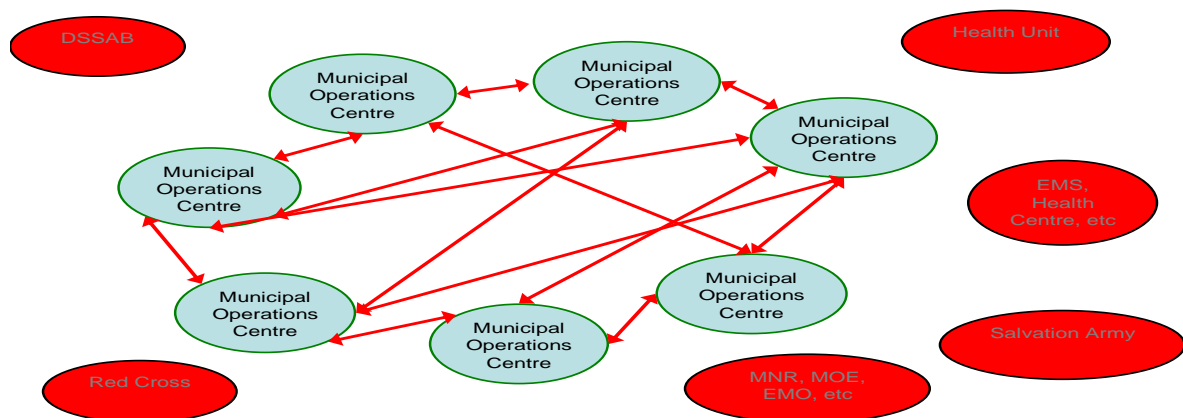 DSSAB
Health Unit
Municipal
Operations
Centre
Municipal
Operations
Centre
Municipal
Operations
Centre
Municipal
Operations
Centre
EMS,
Health
Centre, etc
Municipal
Operations
Centre
Municipal
Operations
Centre
Municipal
Operations
Centre
Salvation Army
Red Cross
MNR, MOE,
EMO, etc